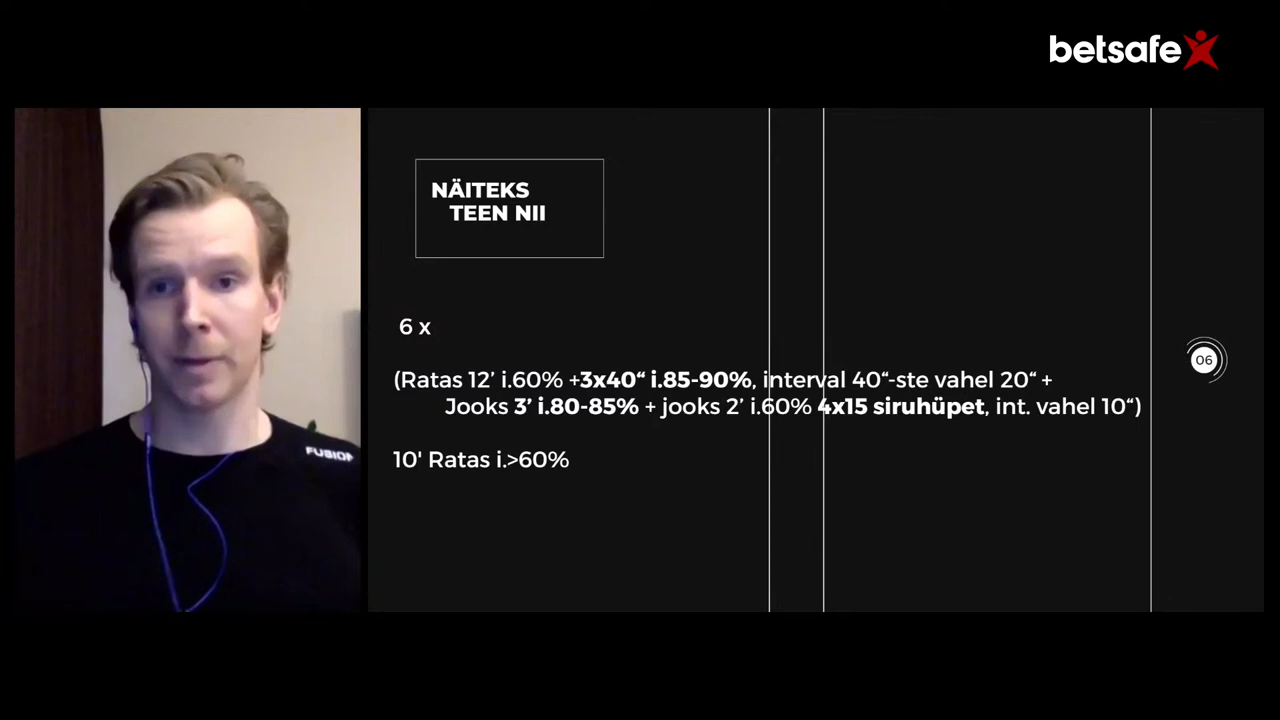 betsafe
NÄITEKS
TEEN NII
6 x
(Ratas 12’ i.60% +3x40“ i.85-90%, interval 40“-ste vahel 20“ +
Jooks 3’ i.80-85% + jooks 2’ i.60% 4x15 siruhüpet, int. vahel 10“)
10' Ratas i.>60%
06
FUSION